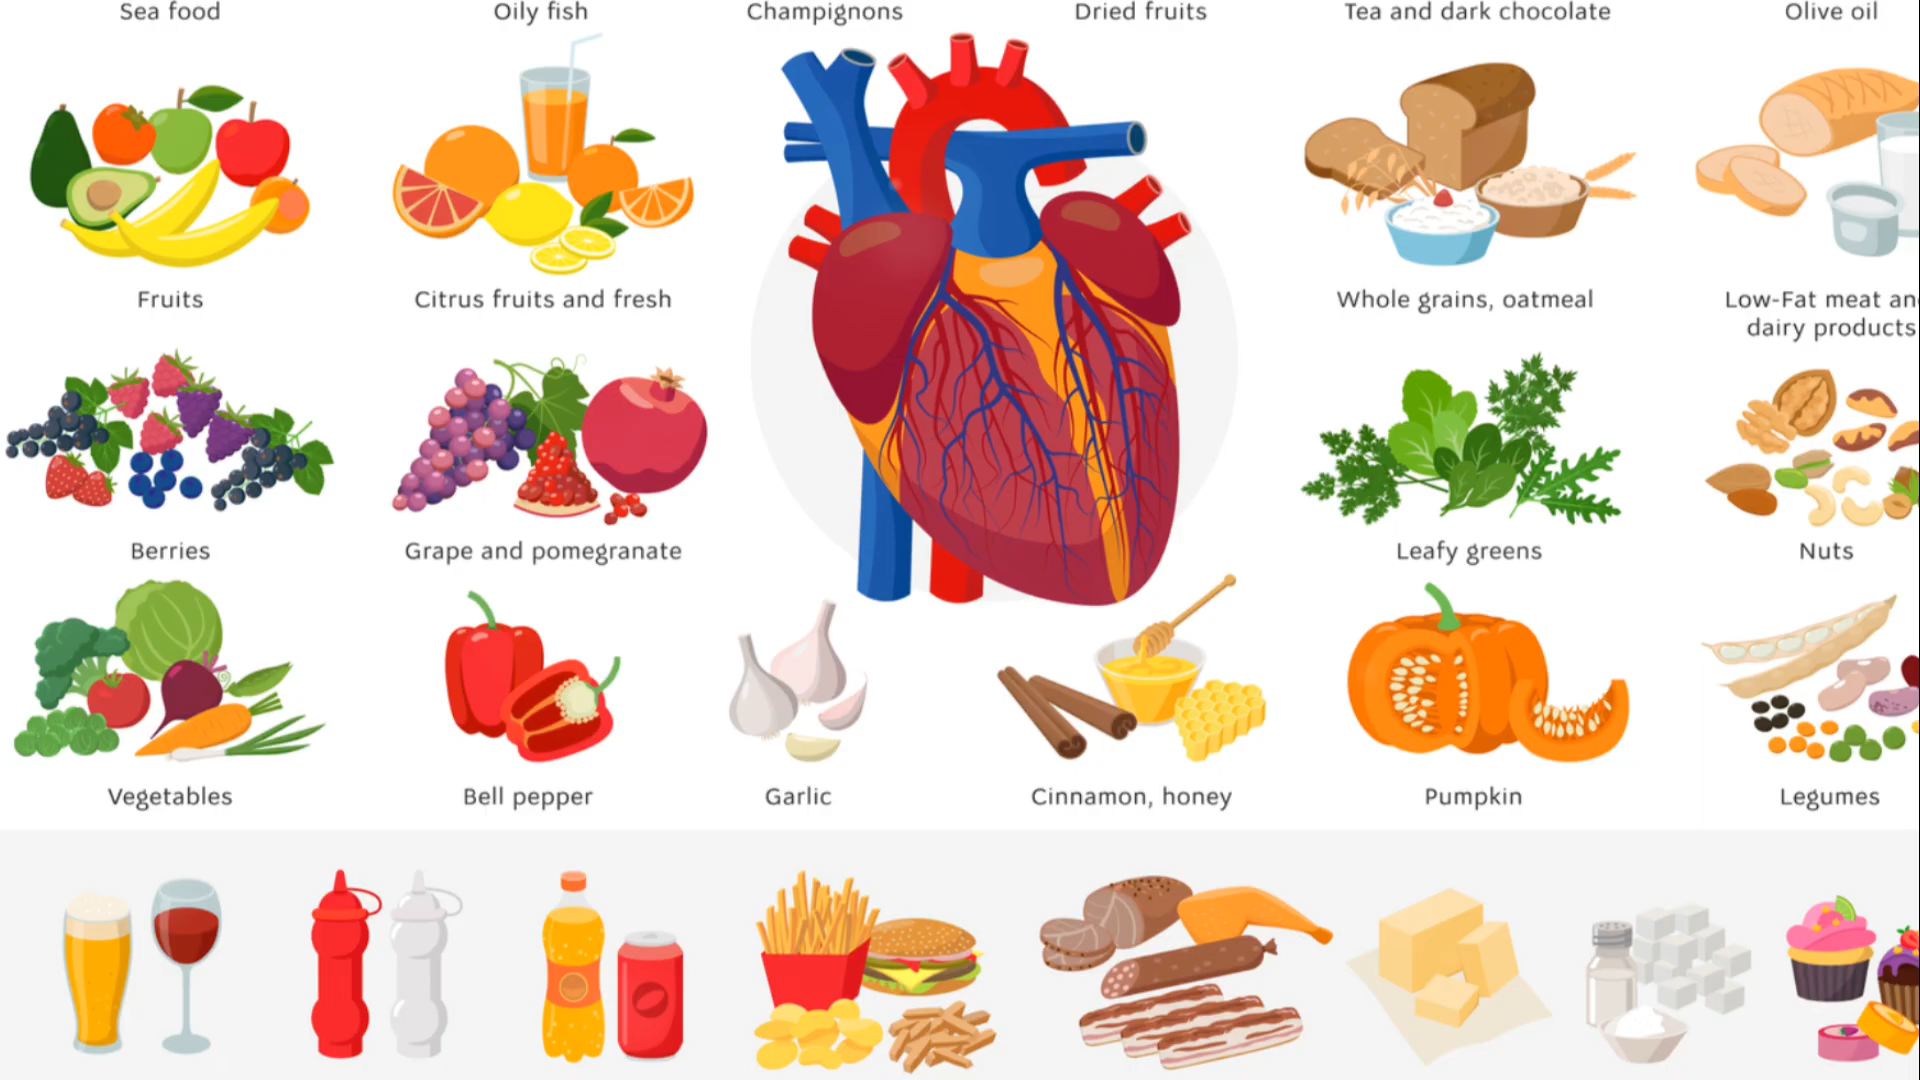 Sea food
Oily fish
Champignons
Dried fruits
Tea and dark chocolate
Olive oil
Fruits
Citrus fruits and fresh
Whole grains, oatmeal
Low-Fat meat an
dairy products
Berries
Grape and pomegranate
Leafy greens
Nuts
Vegetables
Bell pepper
Garlic
Cinnamon, honey
Pumpkin
Legumes